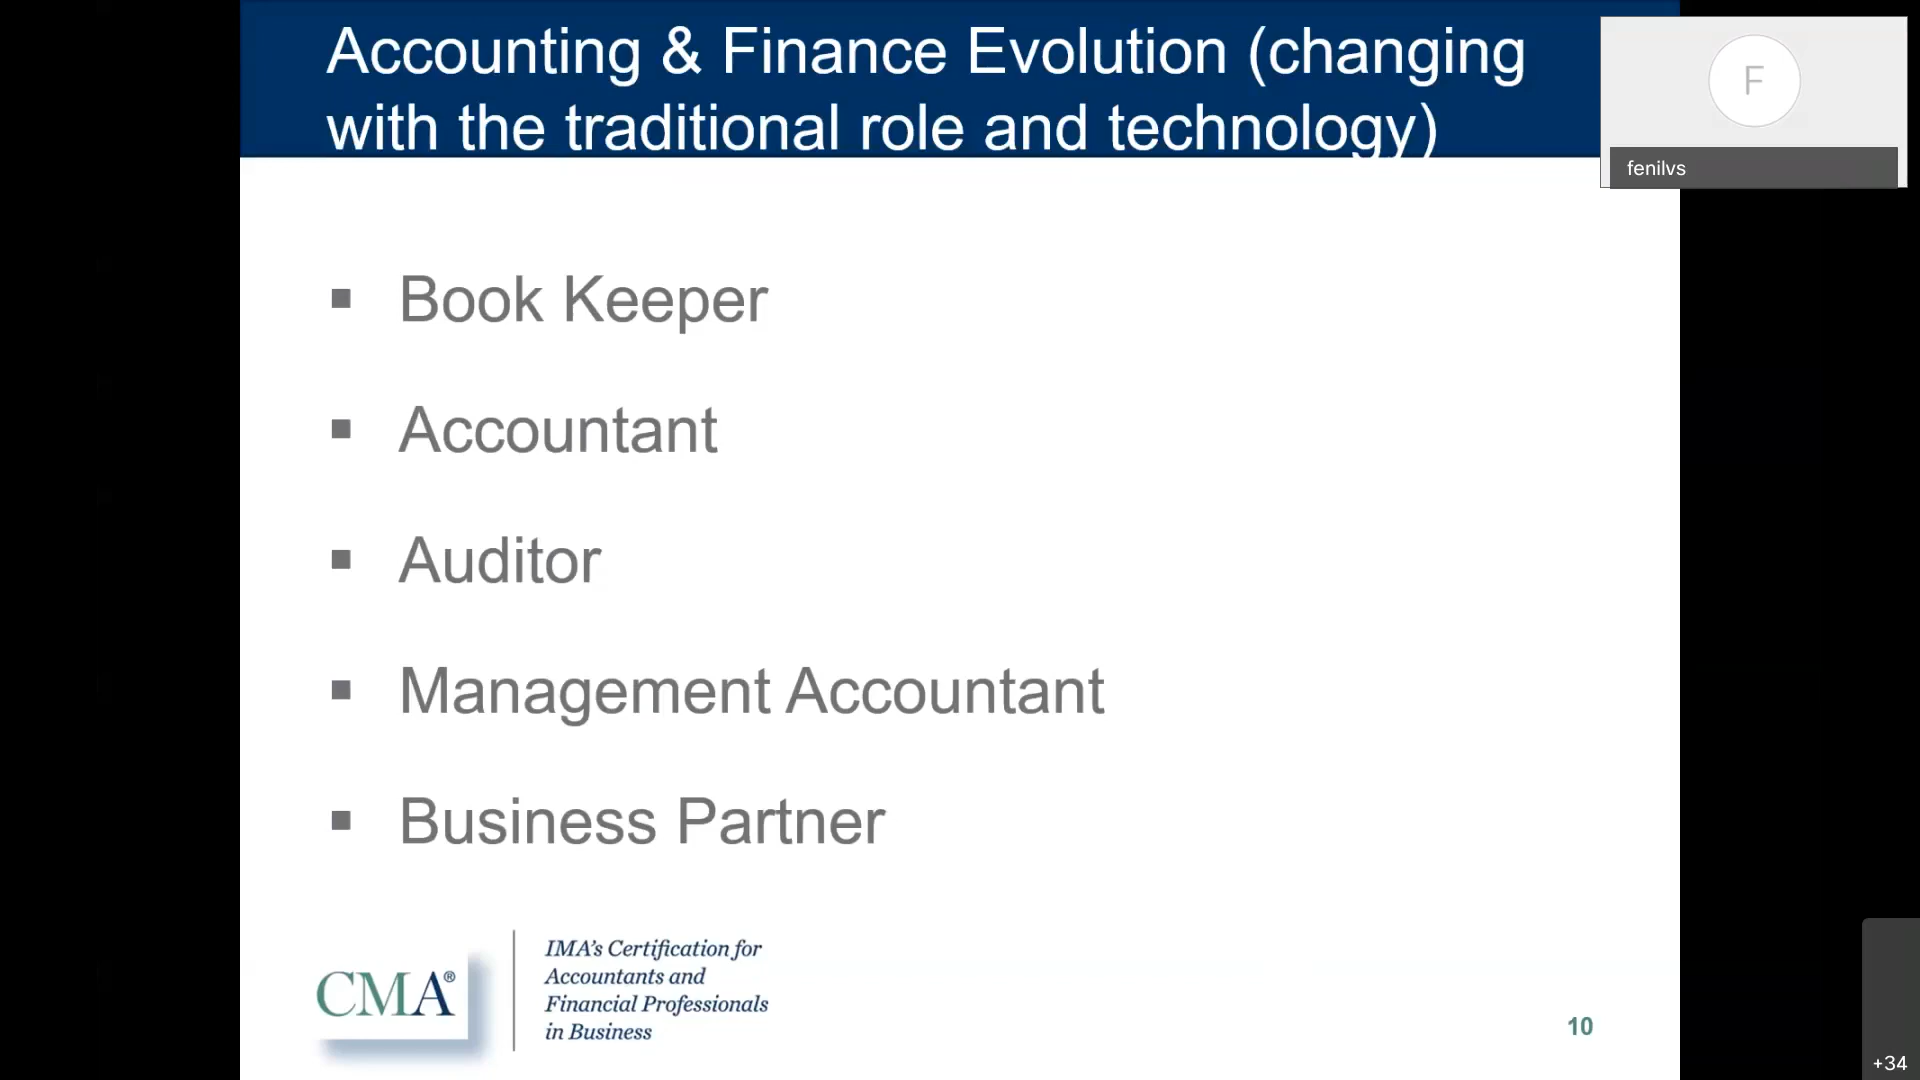 Accounting & Finance Evolution (changing
with the traditional role and technology)
F
fenilvs
▪ Book Keeper
▪ Accountant
▪ Auditor
▪ Management Accountant
▪ Business Partner
CMA®
IMA's Certification for
Accountants and
Financial Professionals
in Business
10
+34